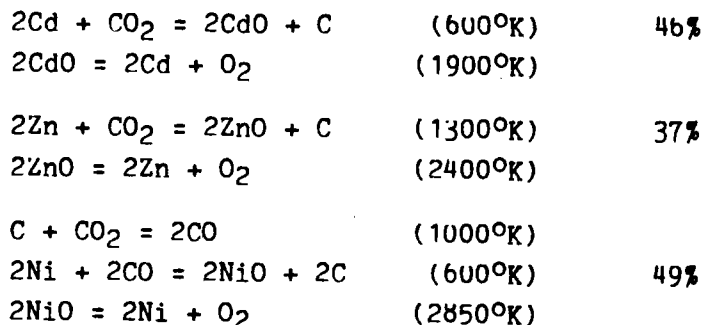 2Cd + CO2 = 2CdO + C (600°K) 46%
2CdO = 2Cd + O2 (1900°K)
2Zn + CO2 = 2ZnO + C (1300°K) 37%
2ZnO = 2Zn + O2 (2400°K)
C + CO2 = 2CO (1000°K)
2Ni + 2CO = 2NiO + 2C (600°K) 49%
2NiO = 2Ni + O2 (2850°K)